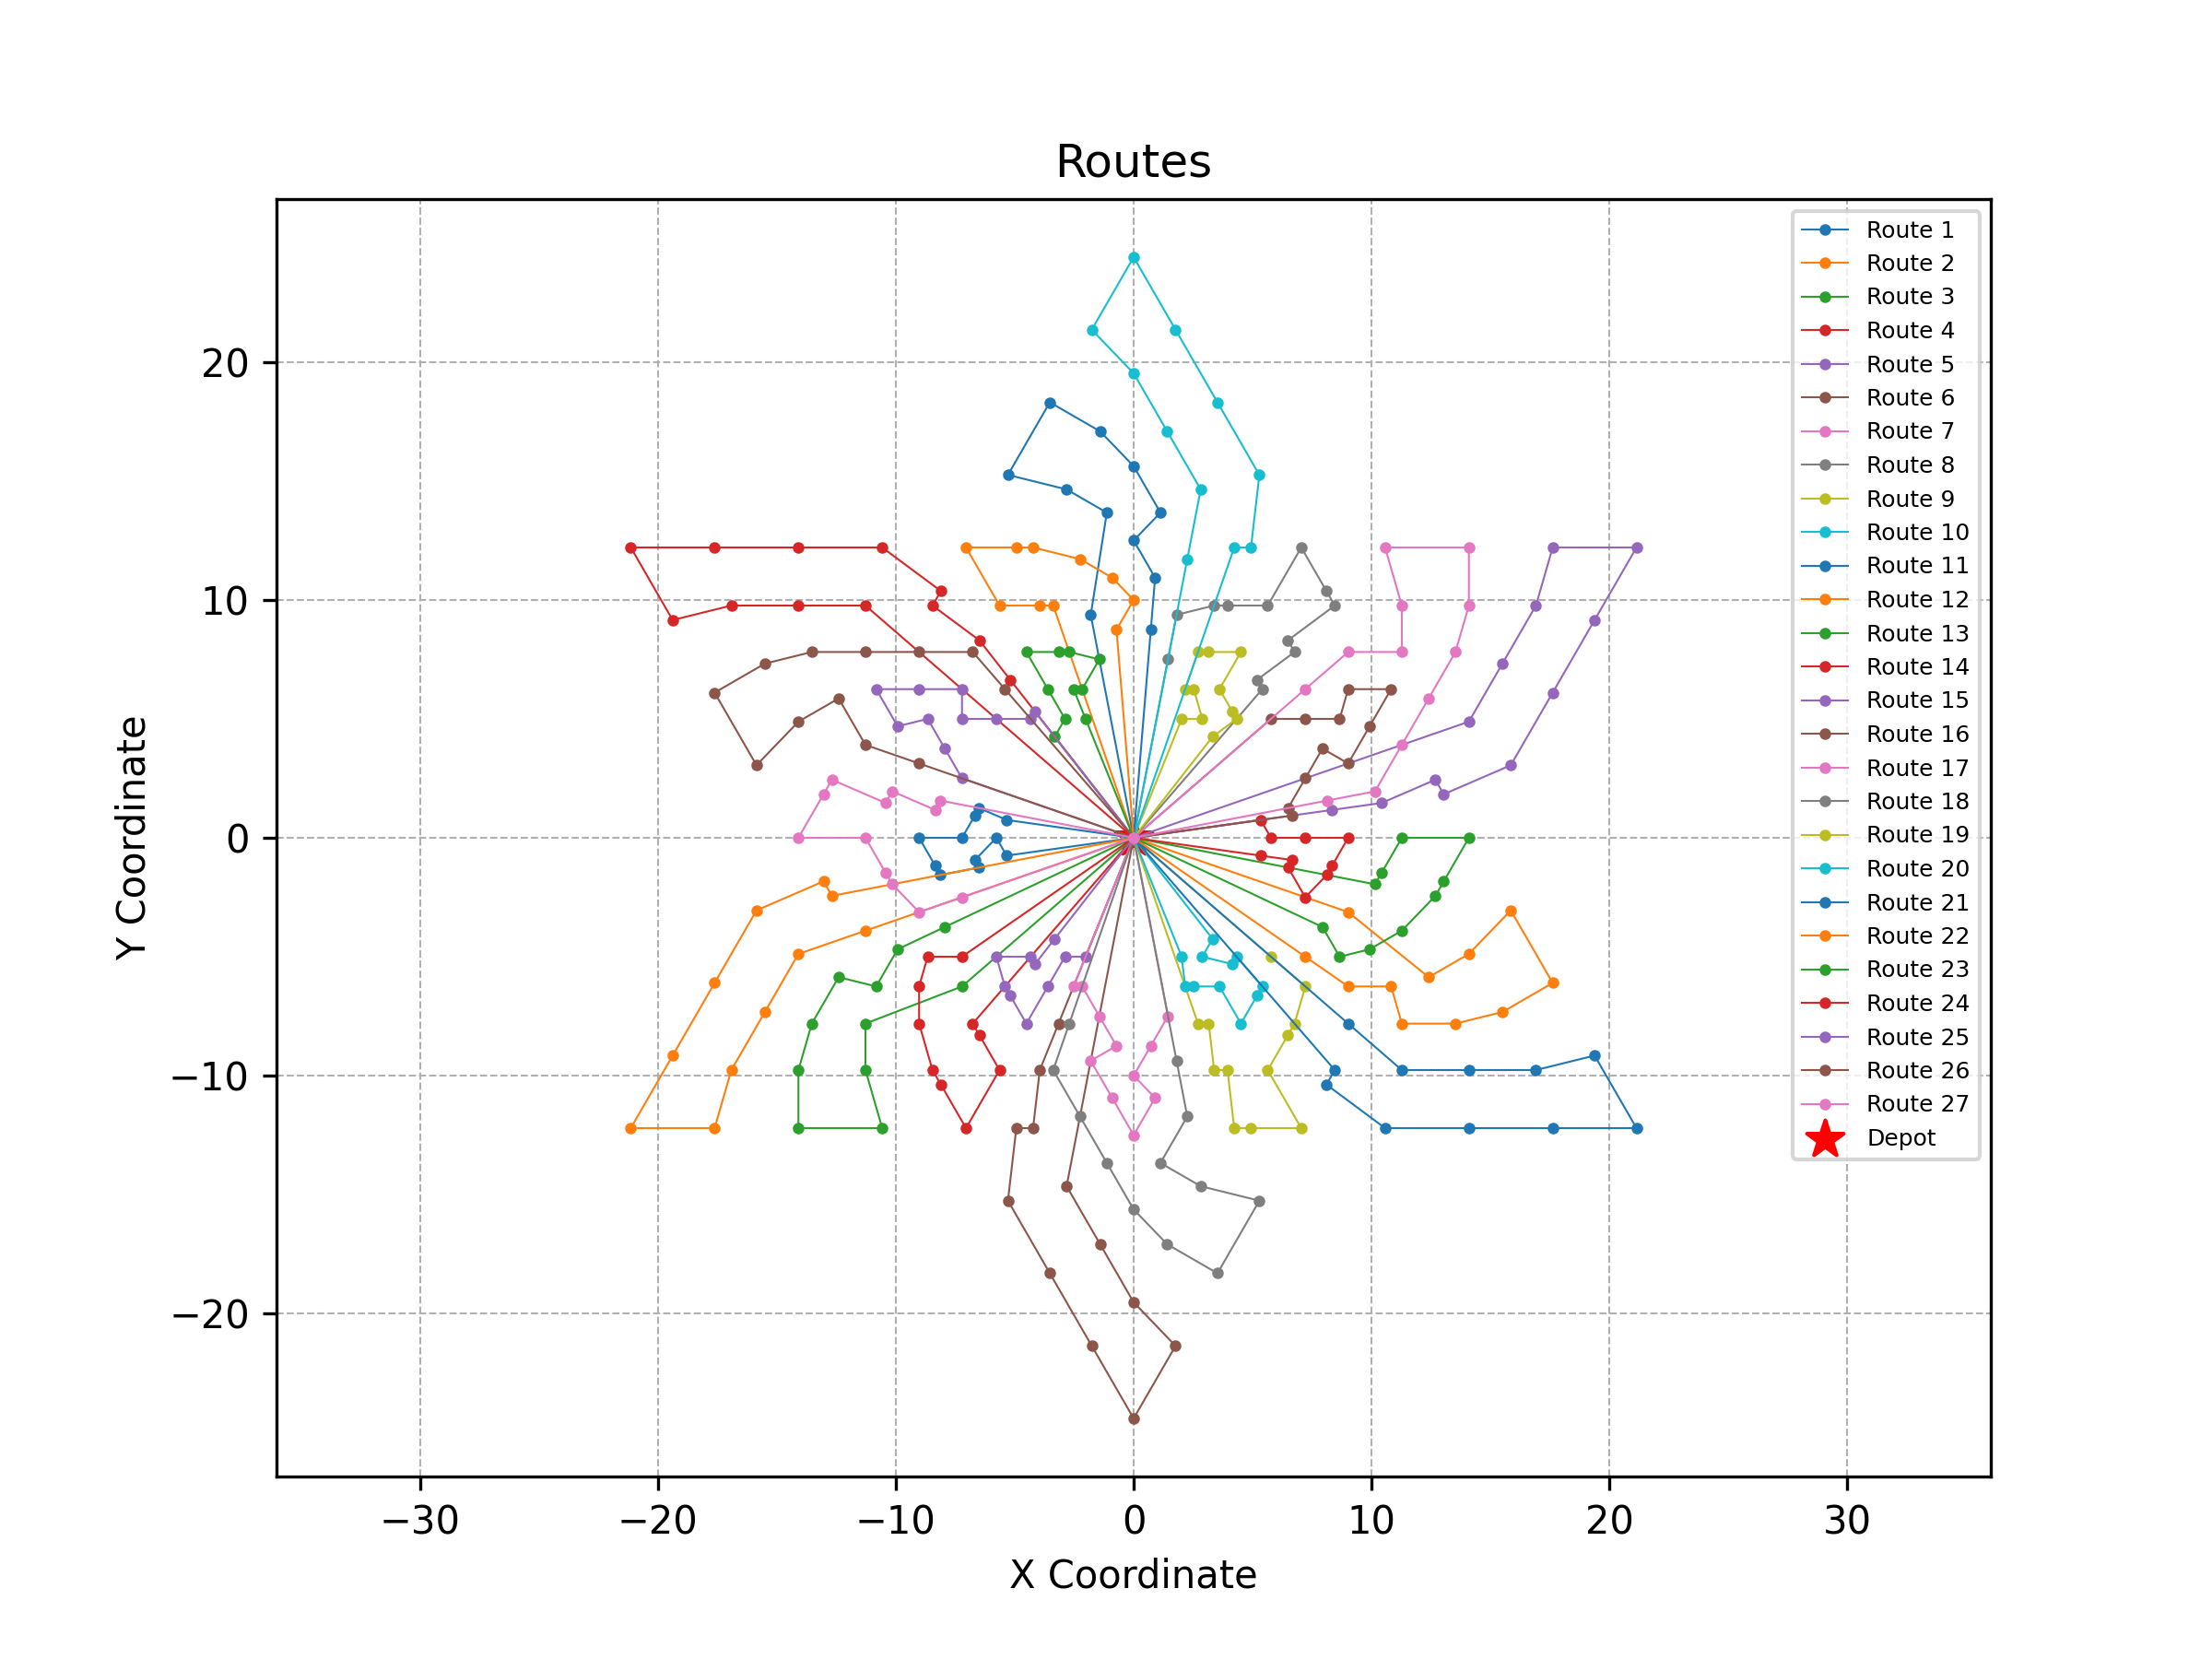 Routes
Y Coordinate
20
10
0
−10
−20
−30
−20
−10
0
10
20
30
X Coordinate
Route 1
Route 2
Route 3
Route 4
Route 5
Route 6
Route 7
Route 8
Route 9
Route 10
Route 11
Route 12
Route 13
Route 14
Route 15
Route 16
Route 17
Route 18
Route 19
Route 20
Route 21
Route 22
Route 23
Route 24
Route 25
Route 26
Route 27
Depot